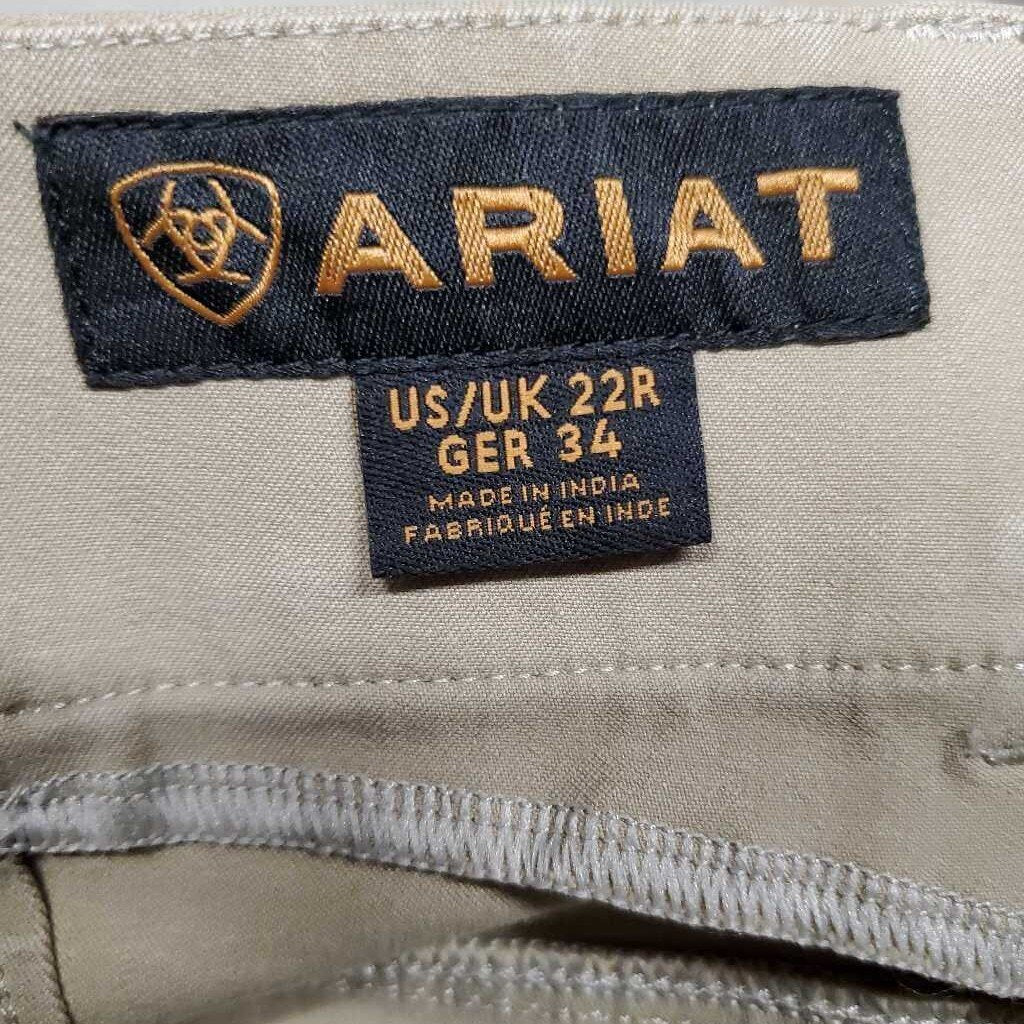 ARIAT
US/UK 22R
GER 34
MADE IN INDIA
FABRIQUÉ EN INDE